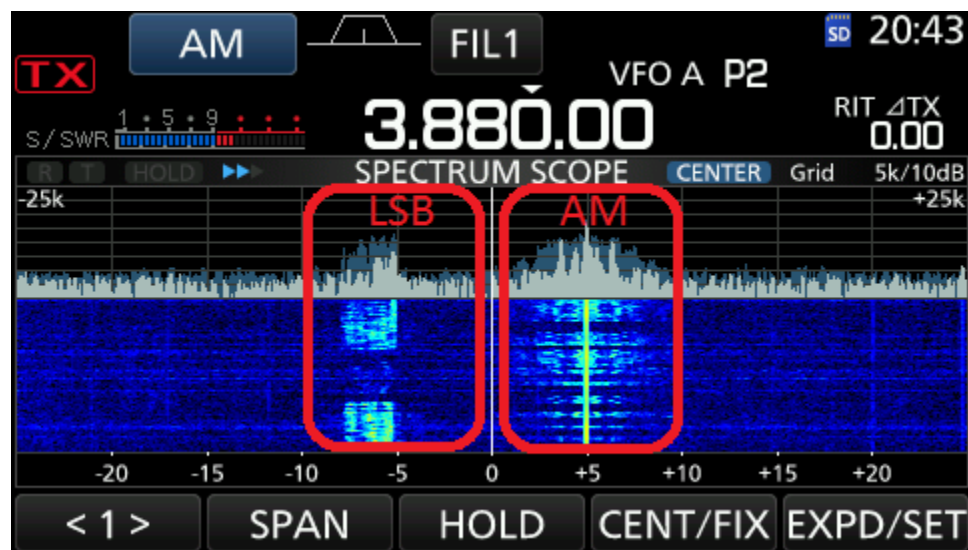 AM FIL1 SD 20:43
TX VFO A P2
1 • 5 • 9 RIT ⊿TX
S/SWR 3.880.00 0.00
R T HOLD SPECTRUM SCOPE CENTER Grid 5k/10dB
-25k LSB AM +25k
-20 -15 -10 -5 0 +5 +10 +15 +20
< 1 > SPAN HOLD CENT/FIX EXPD/SET